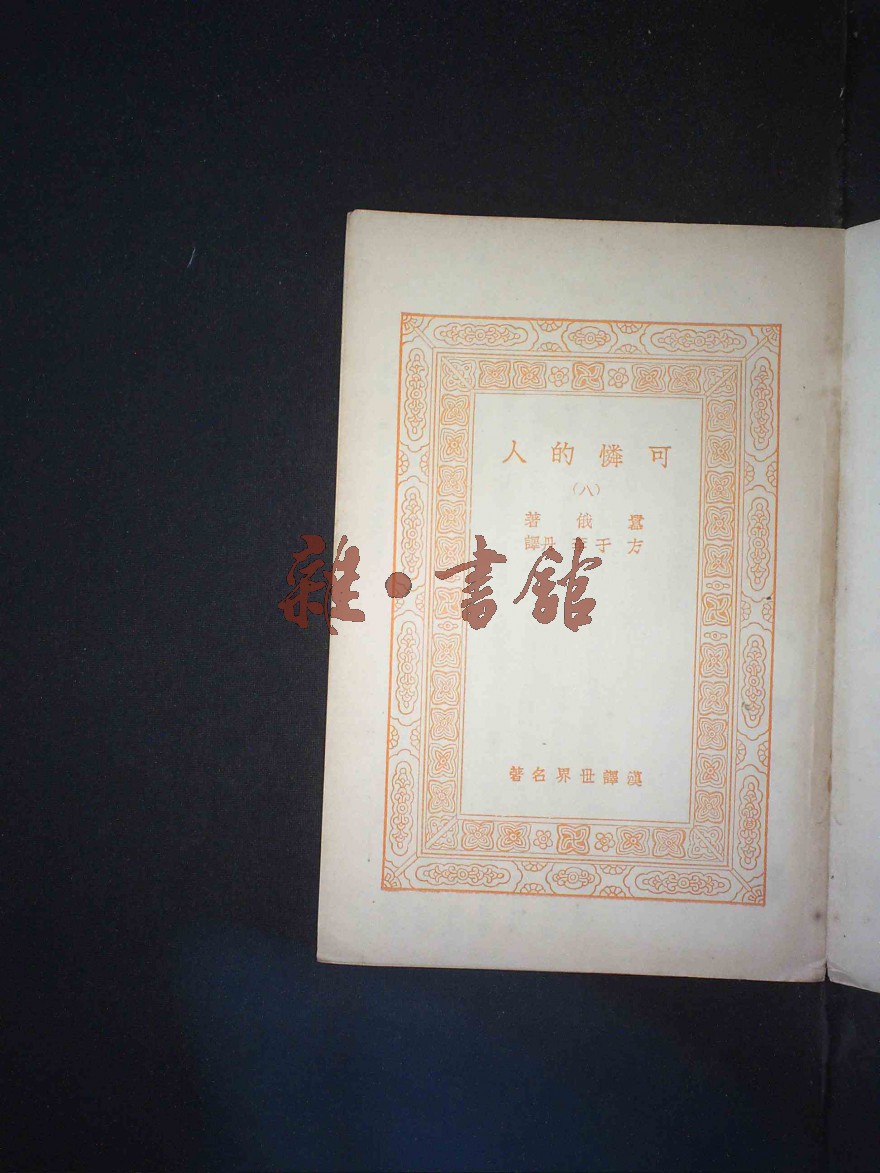 可憐的人
（八）
囂俄著
方于丹譯
雜·書館
漢譯世界名著